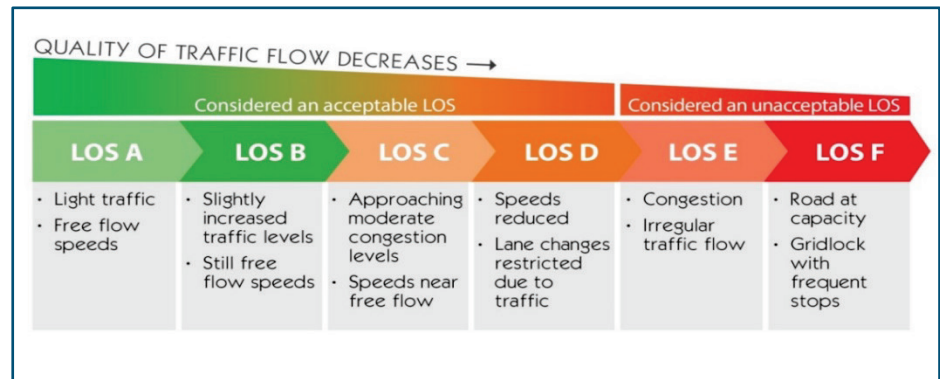 QUALITY OF TRAFFIC FLOW DECREASES →
Considered an acceptable LOS
Considered an unacceptable LOS
LOS A
LOS B
LOS C
LOS D
LOS E
LOS F
· Light traffic
· Free flow
speeds
· Slightly
increased
traffic levels
· Still free
flow speeds
· Approaching
moderate
congestion
levels
· Speeds near
free flow
· Speeds
reduced
· Lane changes
restricted
due to
traffic
· Congestion
· Irregular
traffic flow
· Road at
capacity
· Gridlock
with
frequent
stops